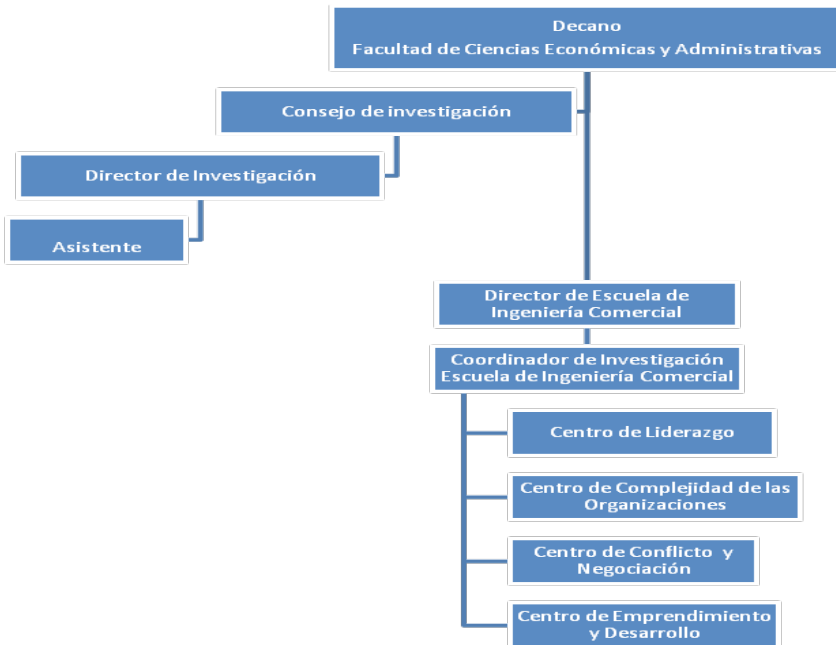 Decano
Facultad de Ciencias Económicas y Administrativas
Consejo de investigación
Director de Investigación
Asistente
Director de Escuela de
Ingeniería Comercial
Coordinador de Investigación
Escuela de Ingeniería Comercial
Centro de Liderazgo
Centro de Complejidad de las
Organizaciones
Centro de Conflicto y
Negociación
Centro de Emprendimiento
y Desarrollo